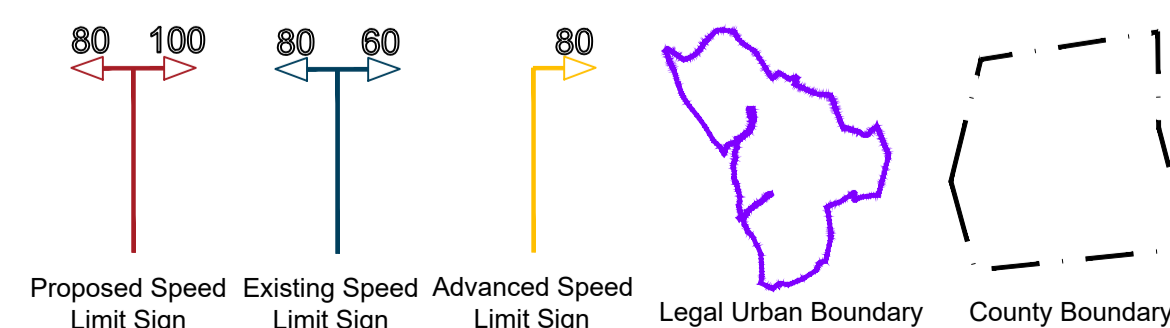 80 100
80 60
80
Proposed Speed
Limit Sign
Existing Speed
Limit Sign
Advanced Speed
Limit Sign
Legal Urban Boundary
County Boundary